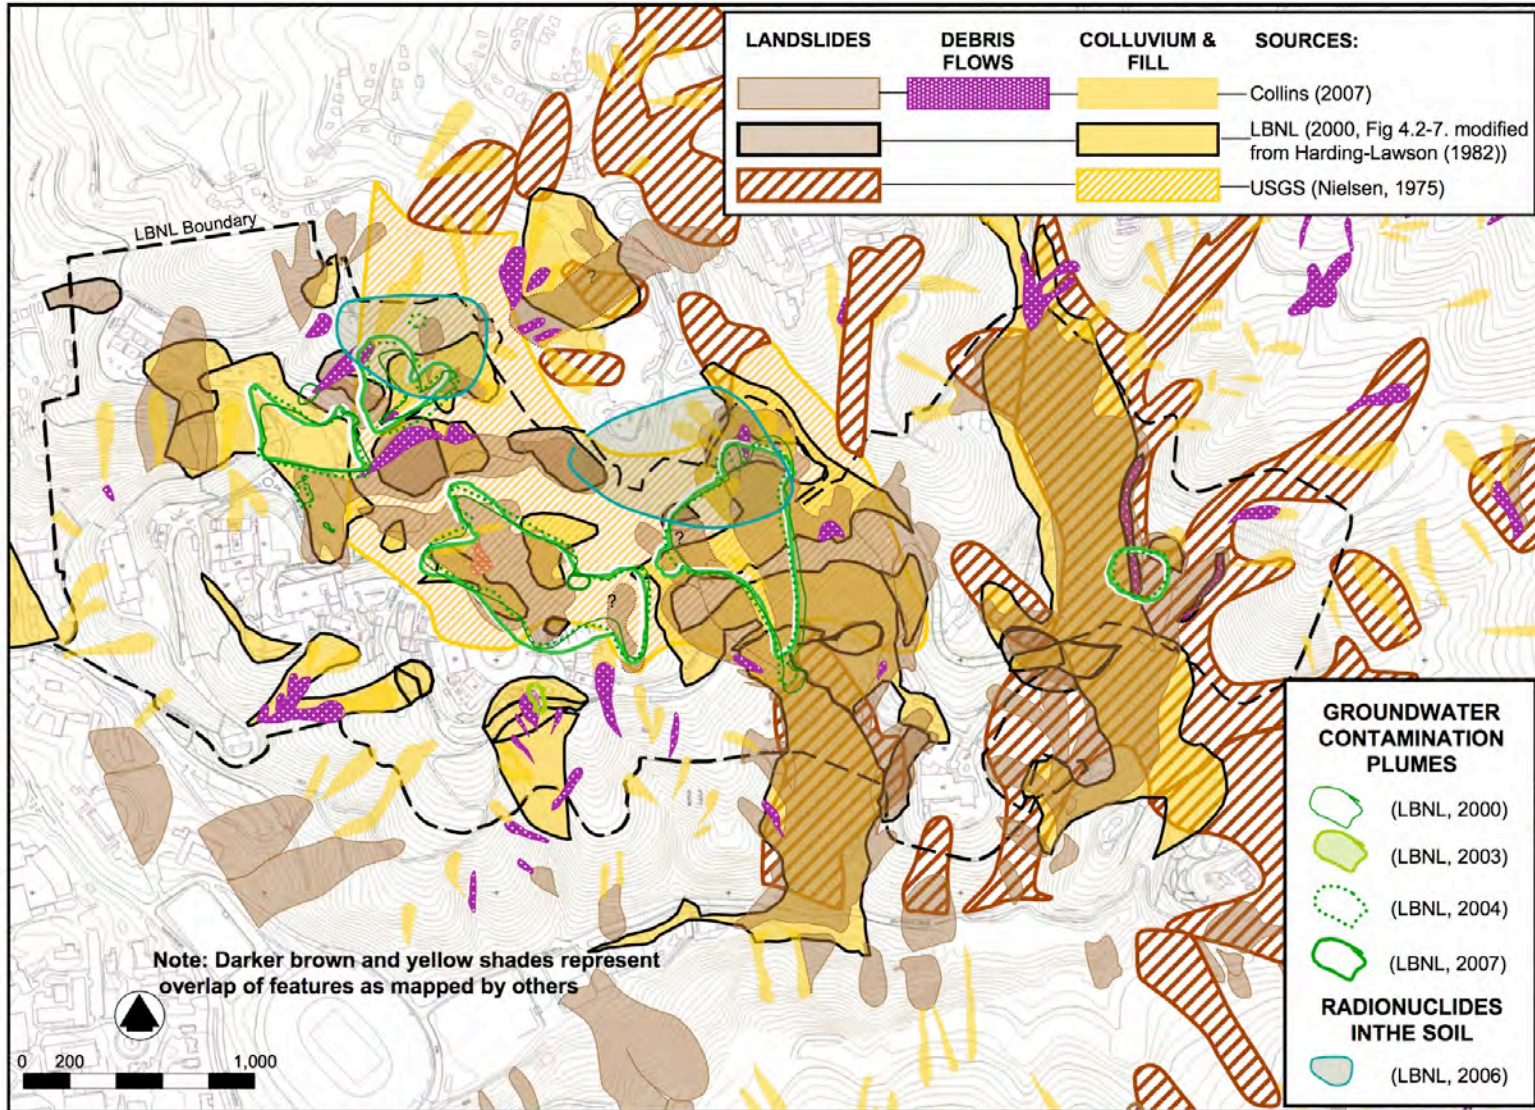 LANDSLIDES
DEBRIS
FLOWS
COLLUVIUM &
FILL
SOURCES:
Collins (2007)
LBNL (2000, Fig 4.2-7. modified
from Harding-Lawson (1982))
USGS (Nielsen, 1975)
LBNL Boundary
?
?
?
GROUNDWATER
CONTAMINATION
PLUMES
(LBNL, 2000)
(LBNL, 2003)
(LBNL, 2004)
(LBNL, 2007)
RADIONUCLIDES
INTHE SOIL
(LBNL, 2006)
Note: Darker brown and yellow shades represent
overlap of features as mapped by others
0 200 1,000